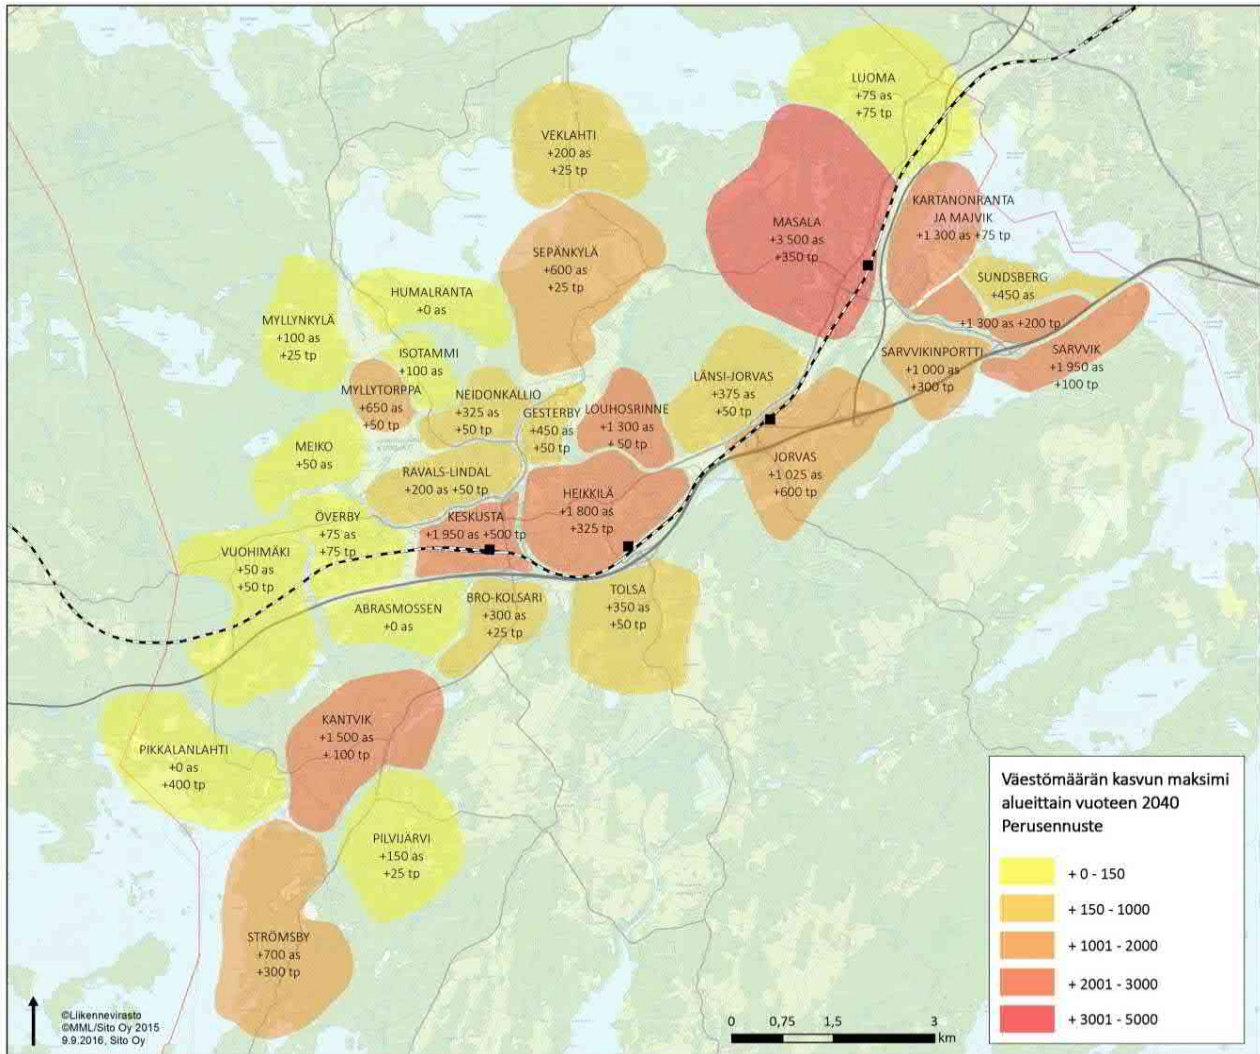 LUOMA
+75 as
+75 tp
VEKLAHTI
+200 as
+25 tp
MASALA
+3 500 as
+350 tp
KARTANONRANTA
JA MAJVIK
+1 300 as +75 tp
SEPÄNKYLÄ
+600 as
+25 tp
SUNDSBERG
+450 as
HUMALRANTA
+0 as
MYLLYNKYLÄ
+100 as
+25 tp
+1 300 as +200 tp
SARVVIK
+1 950 as
+100 tp
SARVVIKINPORTTI
+1 000 as
+300 tp
ISOTAMMI
+100 as
MYLLYTORPPA
+650 as
+50 tp
NEIDONKALLIO
+325 as
+50 tp
GESTERBY
+450 as
+50 tp
LOUHOSRINNE
+1 300 as
+ 50 tp
LÄNSI-JORVAS
+375 as
+50 tp
MEIKO
+50 as
RAVALS-LINDAL
+200 as +50 tp
JORVAS
+1 025 as
+600 tp
HEIKKILÄ
+1 800 as
+325 tp
ÖVERBY
+75 as
+75 tp
KESKUSTA
+1 950 as +500 tp
VUOHIMÄKI
+50 as
+50 tp
ABRASMOSSEN
+0 as
BRO-KOLSARI
+300 as
+25 tp
TOLSA
+350 as
+50 tp
KANTVIK
+1 500 as
+ 100 tp
PIKKALANLAHTI
+0 as
+400 tp
PILVIJÄRVI
+150 as
+25 tp
STRÖMSBY
+700 as
+300 tp
Väestömäärän kasvun maksimi
alueittain vuoteen 2040
Perusennuste
+ 0 - 150
+ 150 - 1000
+ 1001 - 2000
+ 2001 - 3000
+ 3001 - 5000
©Liikennevirasto
©MML/Sito Oy 2015
9.9.2016, Sito Oy
0 0,75 1,5 3
km